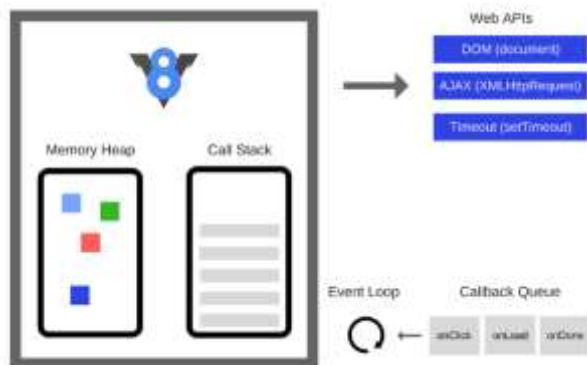 Web APIs
DOM (document)
AJAX (XMLHttpRequest)
Timeout (setTimeout)
Memory Heap
Call Stack
Event Loop
Callback Queue
onClick
onLoad
onDone